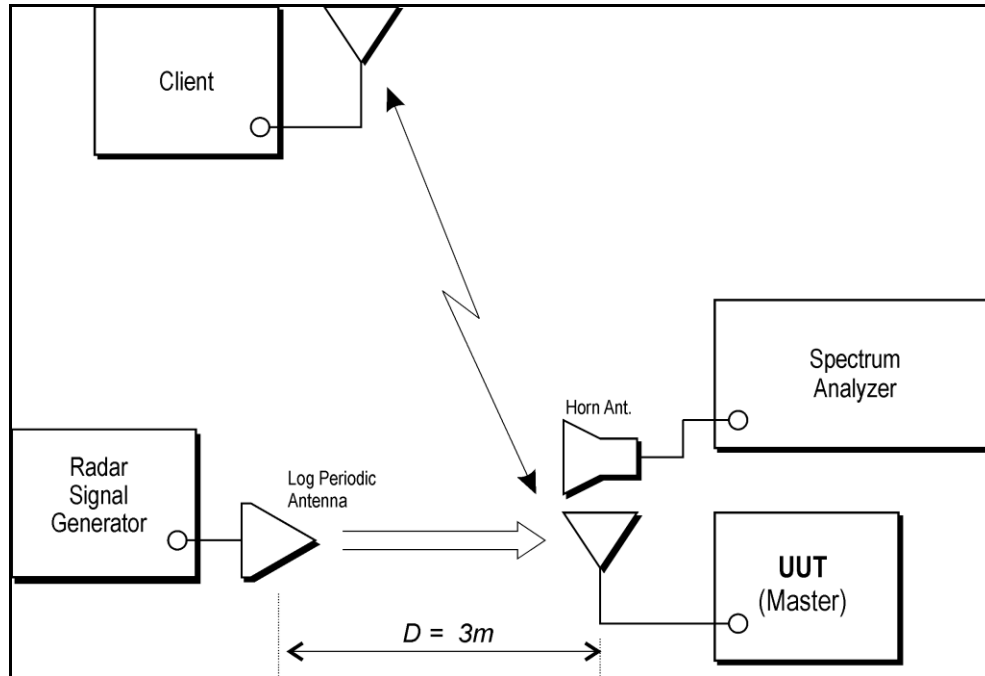 Client
Spectrum
Analyzer
Horn Ant.
Radar
Signal
Generator
Log Periodic
Antenna
UUT
(Master)
D = 3m